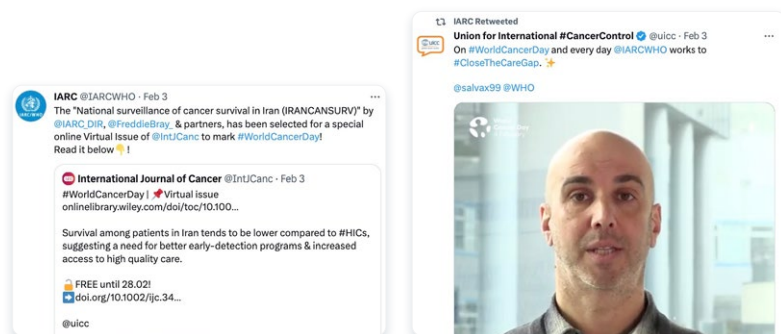 IARC @IARCWHO · Feb 3
The "National surveillance of cancer survival in Iran (IRANCANSURV)" by
@IARC_DIR, @FreddieBray_ & partners, has been selected for a special
online Virtual Issue of @IntJCanc to mark #WorldCancerDay!
Read it below👇 !
International Journal of Cancer @IntJCanc · Feb 3
#WorldCancerDay | 📌Virtual issue
onlinelibrary.wiley.com/doi/toc/10.100...
Survival among patients in Iran tends to be lower compared to #HICs,
suggesting a need for better early-detection programs & increased
access to high quality care.
🔓FREE until 28.02!
➡️doi.org/10.1002/ijc.34...
@uicc
IARC Retweeted
Union for International #CancerControl @uicc · Feb 3
On #WorldCancerDay and every day @IARCWHO works to
#CloseTheCareGap. ✨
@salvax99 @WHO
World
Cancer Day